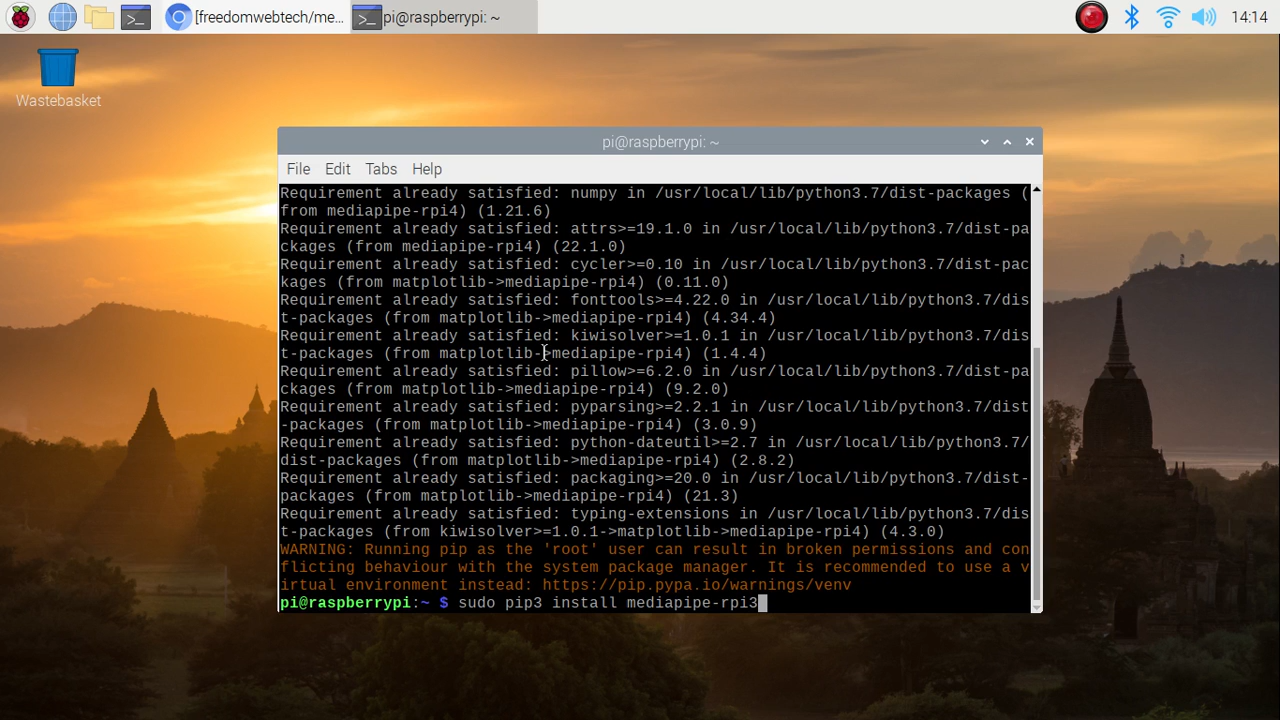 [freedomwebtech/me...
pi@raspberrypi: ~
14:14
Wastebasket
pi@raspberrypi: ~
File Edit Tabs Help
Requirement already satisfied: numpy in /usr/local/lib/python3.7/dist-packages (
from mediapipe-rpi4) (1.21.6)
Requirement already satisfied: attrs>=19.1.0 in /usr/local/lib/python3.7/dist-pa
ckages (from mediapipe-rpi4) (22.1.0)
Requirement already satisfied: cycler>=0.10 in /usr/local/lib/python3.7/dist-pac
kages (from matplotlib->mediapipe-rpi4) (0.11.0)
Requirement already satisfied: fonttools>=4.22.0 in /usr/local/lib/python3.7/dis
t-packages (from matplotlib->mediapipe-rpi4) (4.34.4)
Requirement already satisfied: kiwisolver>=1.0.1 in /usr/local/lib/python3.7/dis
t-packages (from matplotlib->mediapipe-rpi4) (1.4.4)
Requirement already satisfied: pillow>=6.2.0 in /usr/local/lib/python3.7/dist-pa
ckages (from matplotlib->mediapipe-rpi4) (9.2.0)
Requirement already satisfied: pyparsing>=2.2.1 in /usr/local/lib/python3.7/dist
-packages (from matplotlib->mediapipe-rpi4) (3.0.9)
Requirement already satisfied: python-dateutil>=2.7 in /usr/local/lib/python3.7/
dist-packages (from matplotlib->mediapipe-rpi4) (2.8.2)
Requirement already satisfied: packaging>=20.0 in /usr/local/lib/python3.7/dist-
packages (from matplotlib->mediapipe-rpi4) (21.3)
Requirement already satisfied: typing-extensions in /usr/local/lib/python3.7/dis
t-packages (from kiwisolver>=1.0.1->matplotlib->mediapipe-rpi4) (4.3.0)
WARNING: Running pip as the 'root' user can result in broken permissions and con
flicting behaviour with the system package manager. It is recommended to use a v
irtual environment instead: https://pip.pypa.io/warnings/venv
pi@raspberrypi:~ $ sudo pip3 install mediapipe-rpi3